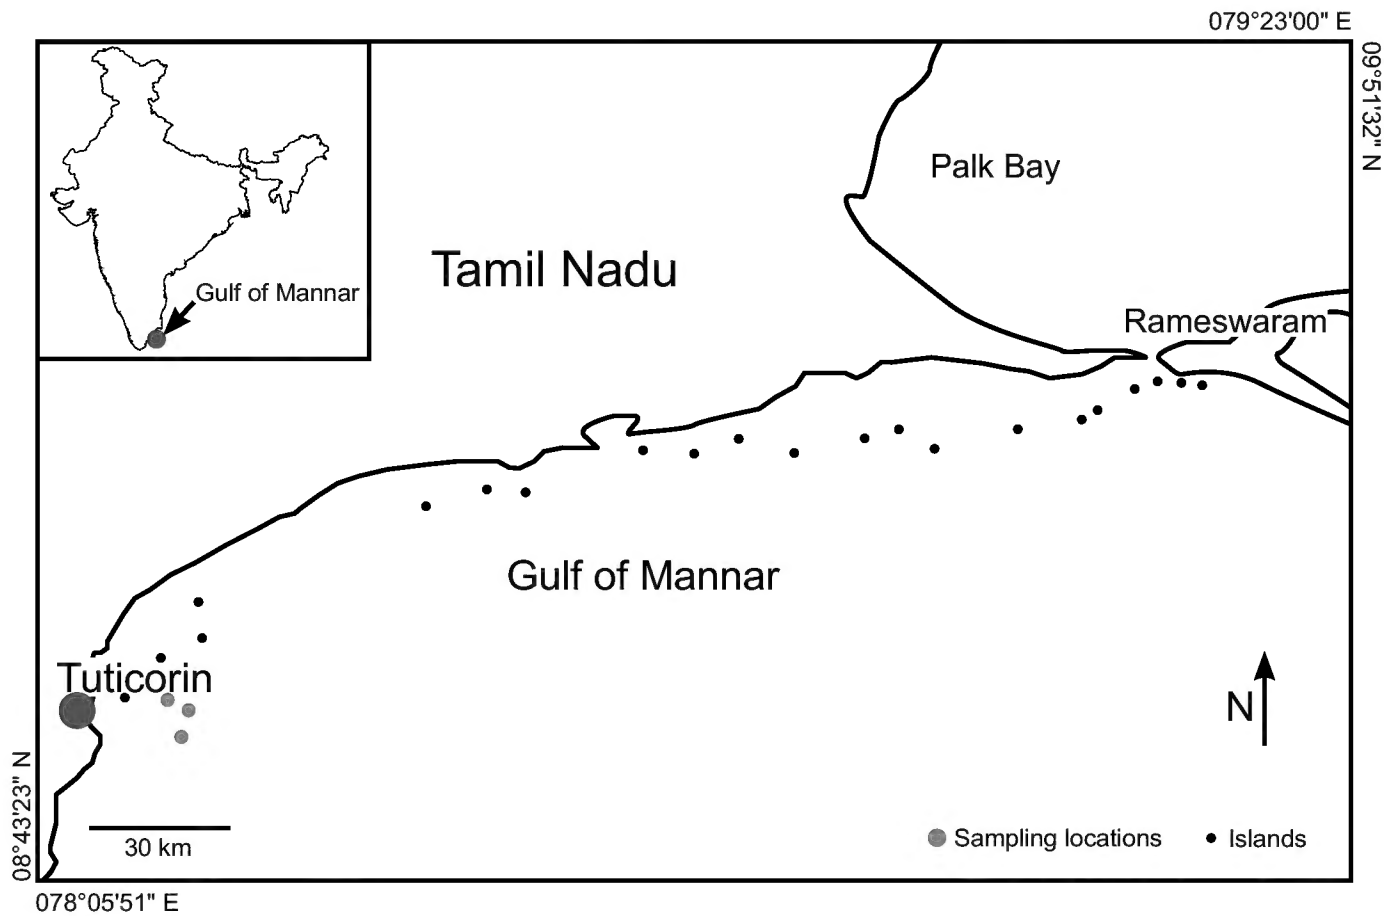 079°23'00" E
09°51'32" N
Palk Bay
Tamil Nadu
Gulf of Mannar
Rameswaram
Gulf of Mannar
Tuticorin
N
08°43'23" N
30 km
Sampling locations
Islands
078°05'51" E